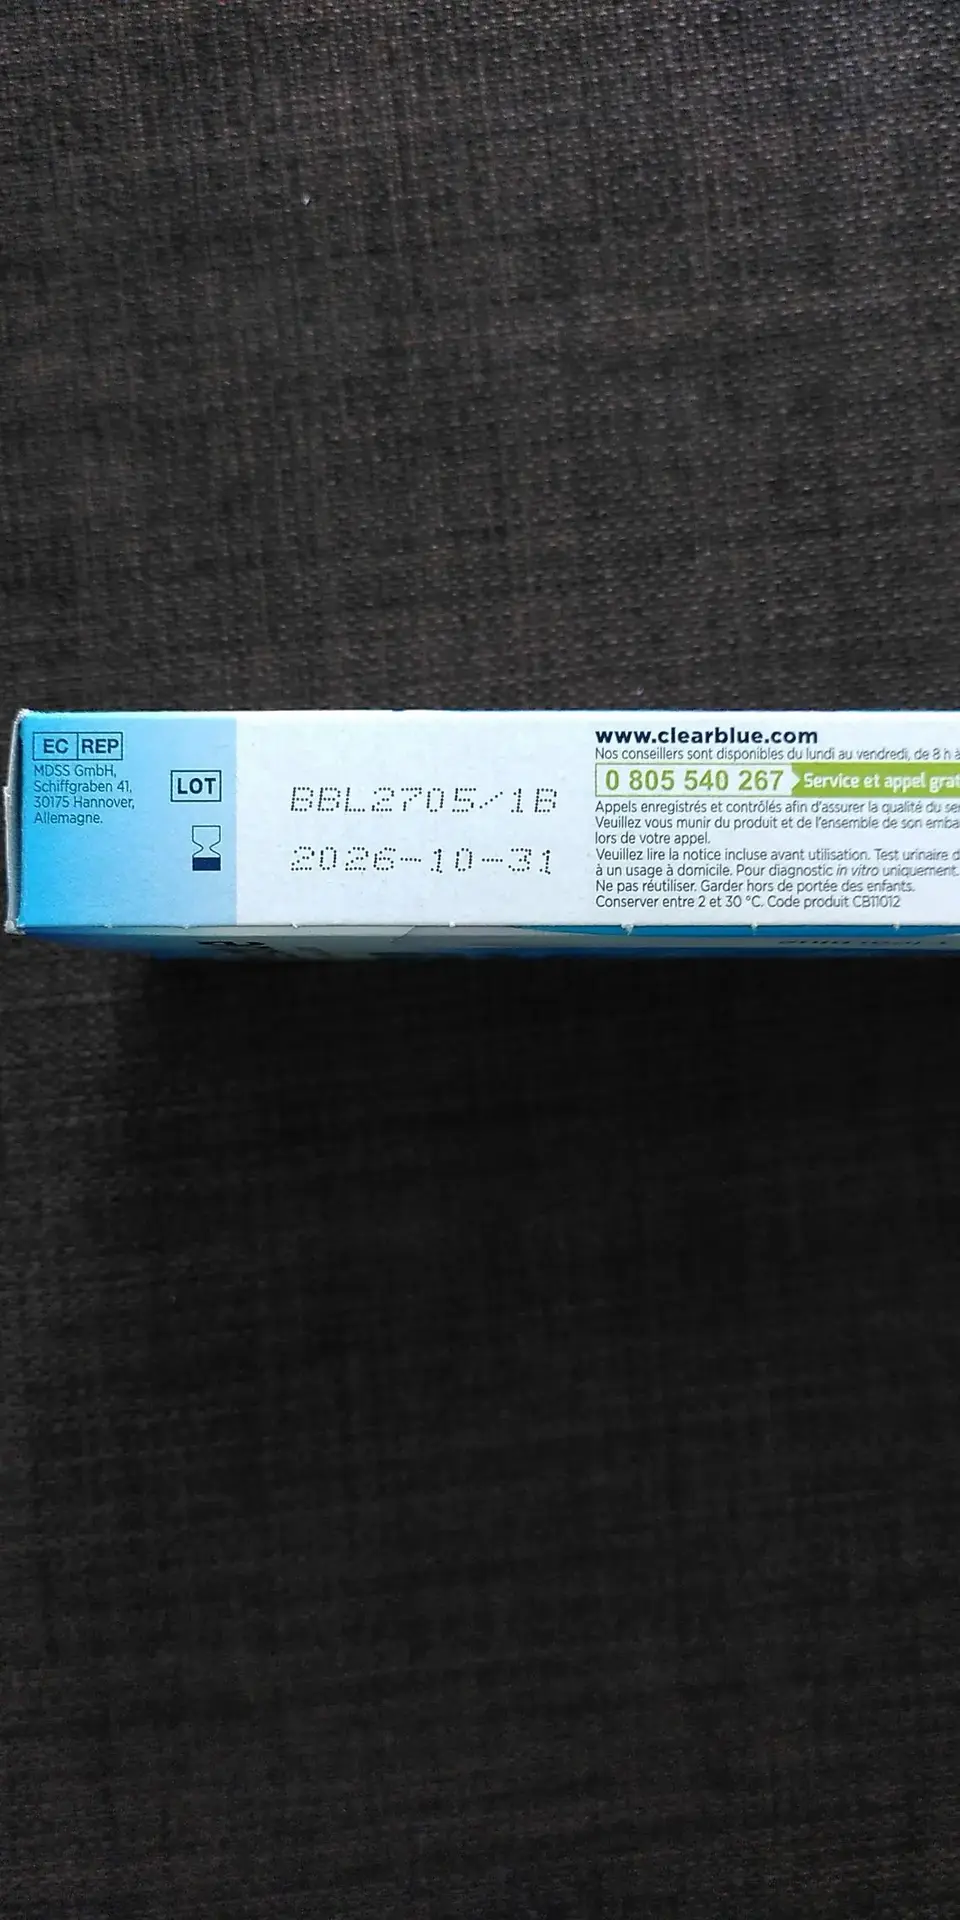 EC REP
MDSS GmbH,
Schiffgraben 41,
30175 Hannover,
Allemagne.
LOT
BBL2705/1B
2026-10-31
www.clearblue.com
Nos conseillers sont disponibles du lundi au vendredi, de 8 h à
0 805 540 267 Service et appel
Appels enregistrés et contrôlés afin d'assurer la qualité du
Veuillez vous munir du produit et de l'ensemble de son
lors de votre appel.
Veuillez lire la notice incluse avant utilisation. Test urinaire
à un usage à domicile. Pour diagnostic in vitro uniquement.
Ne pas réutiliser. Garder hors de portée des enfants.
Conserver entre 2 et 30 °C. Code produit CB11012